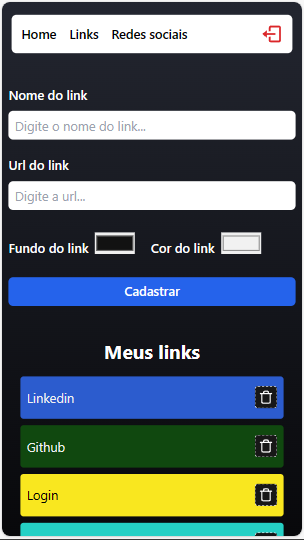 Home Links Redes sociais
Nome do link
Digite o nome do link...
Url do link
Digite a url...
Fundo do link Cor do link
Cadastrar
Meus links
Linkedin
Github
Login